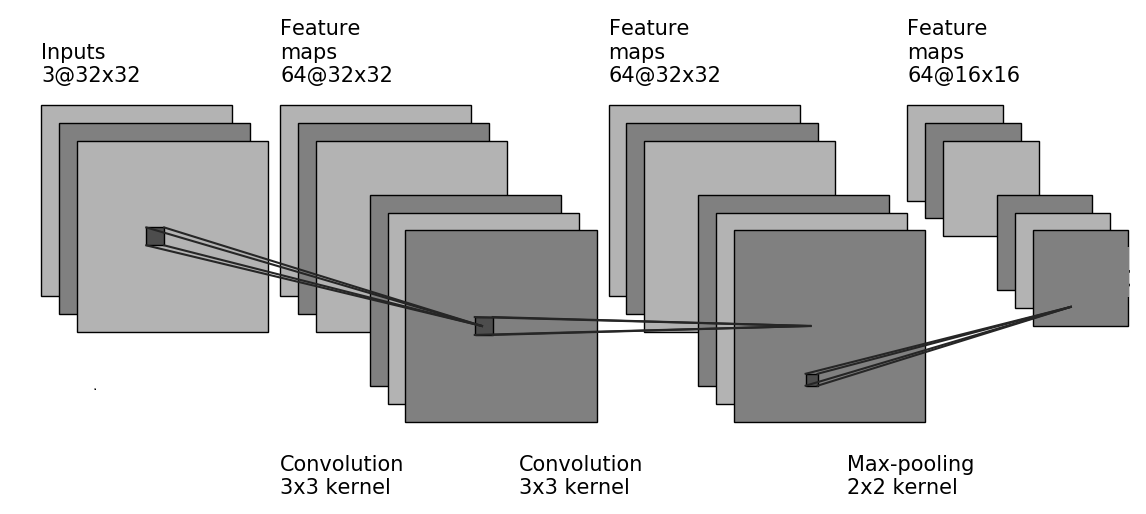 Inputs
3@32x32
Feature
maps
64@32x32
Feature
maps
64@32x32
Feature
maps
64@16x16
Convolution
3x3 kernel
Convolution
3x3 kernel
Max-pooling
2x2 kernel